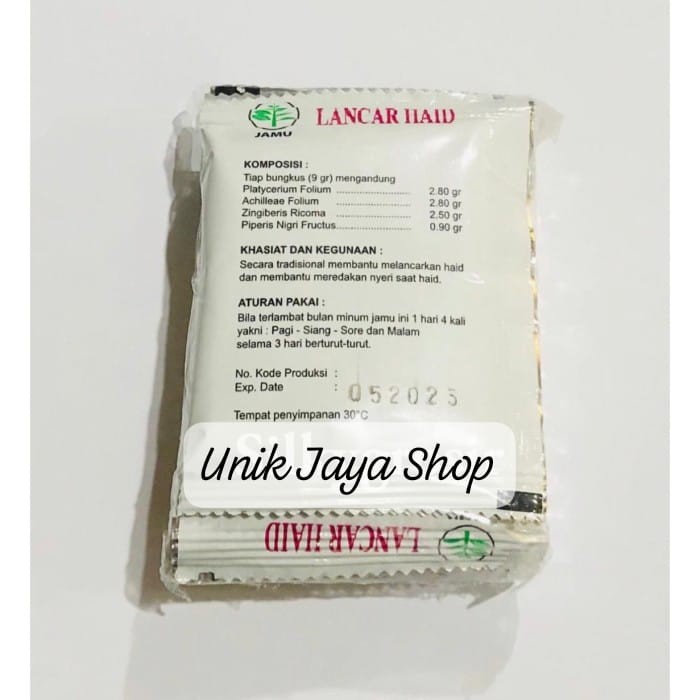 JAMU
LANCAR HAID
KOMPOSISI :
Tiap bungkus (9 gr) mengandung
Platycerium Folium ........................ 2.80 gr
Achilleae Folium ........................ 2.80 gr
Zingiberis Ricoma ........................ 2.50 gr
Piperis Nigri Fructus........................ 0.90 gr
KHASIAT DAN KEGUNAAN :
Secara tradisional membantu melancarkan haid
dan membantu meredakan nyeri saat haid.
ATURAN PAKAI :
Bila terlambat bulan minum jamu ini 1 hari 4 kali
yakni : Pagi - Siang - Sore dan Malam
selama 3 hari berturut-turut.
No. Kode Produksi :
Exp. Date : 052025
Tempat penyimpanan 30°C
Unik Jaya Shop
LANCAR HAID